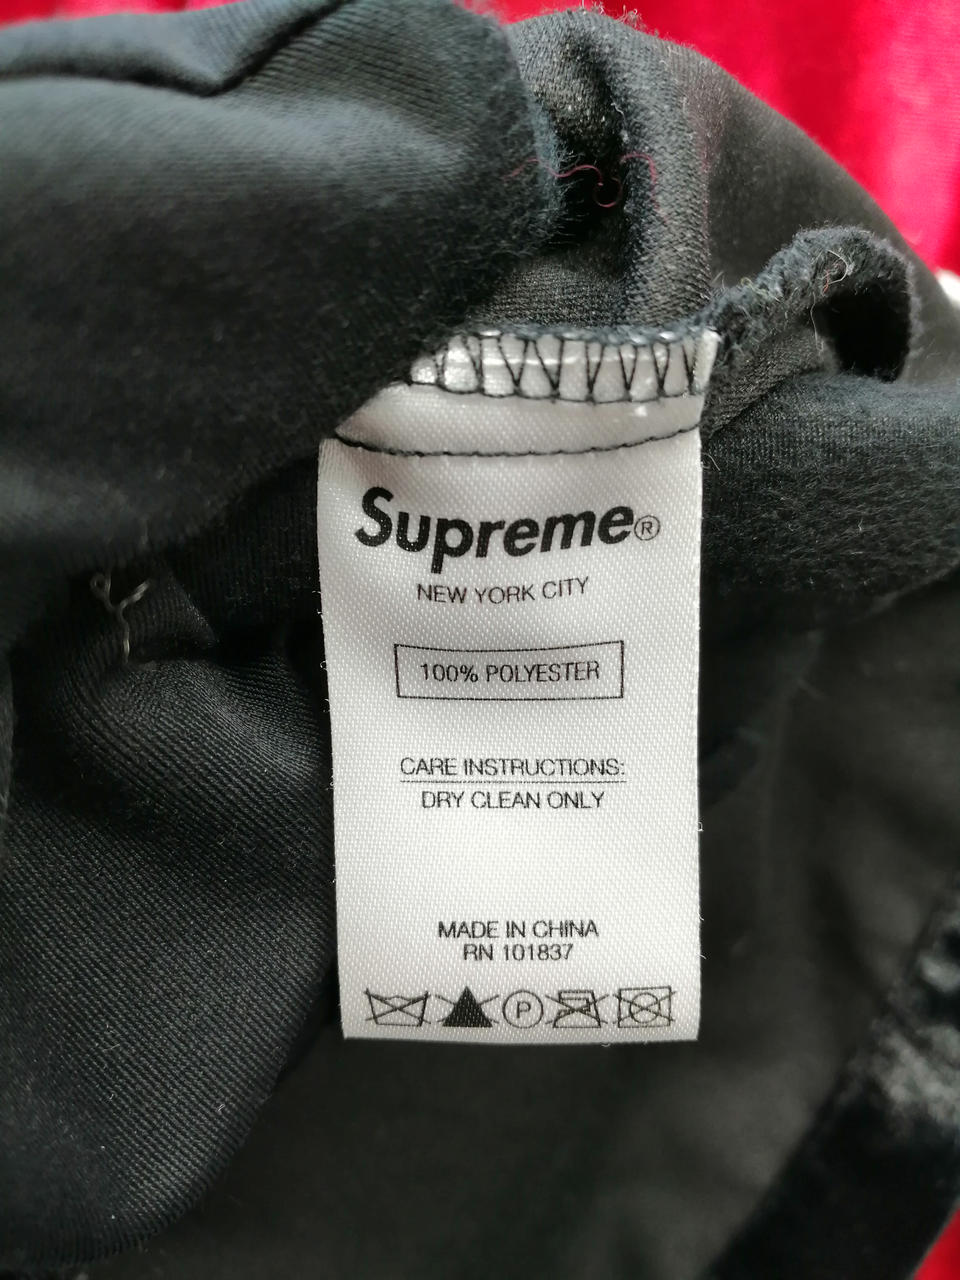 Supreme®
NEW YORK CITY
100% POLYESTER
CARE INSTRUCTIONS:
DRY CLEAN ONLY
MADE IN CHINA
RN 101837
P